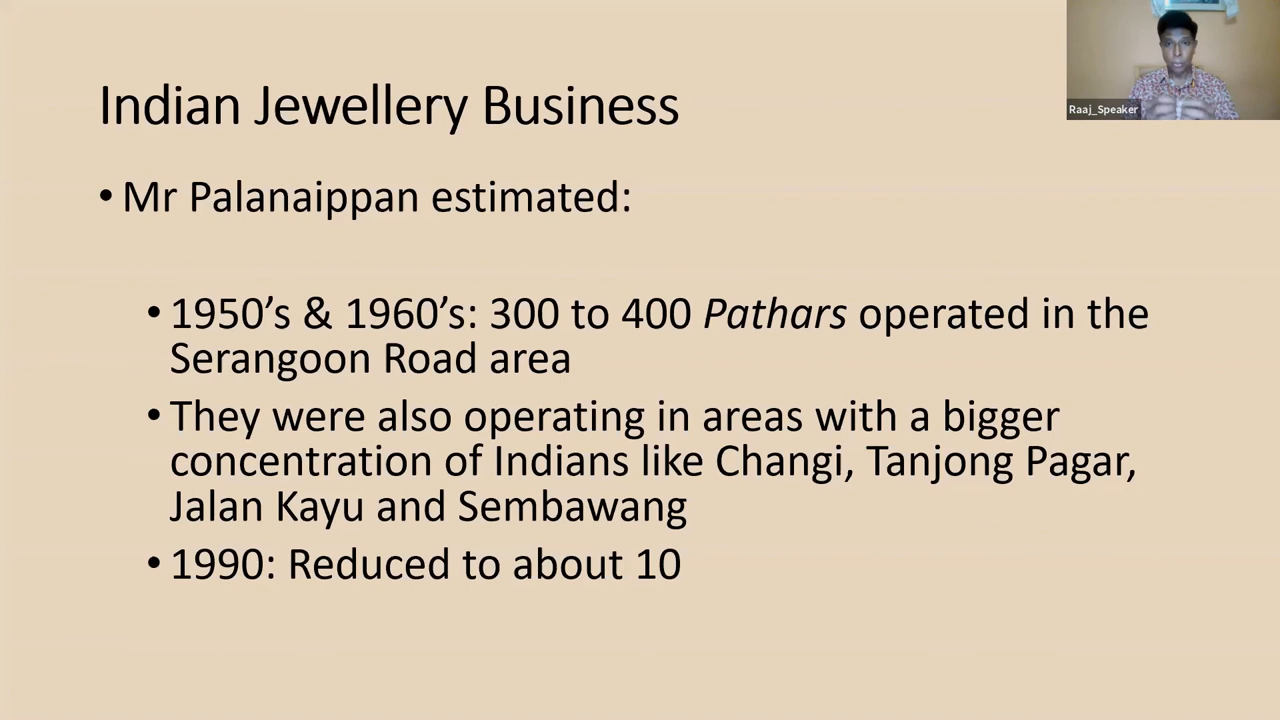 Indian Jewellery Business
Raaj_Speaker
• Mr Palanaippan estimated:
• 1950’s & 1960’s: 300 to 400 Pathars operated in the
Serangoon Road area
• They were also operating in areas with a bigger
concentration of Indians like Changi, Tanjong Pagar,
Jalan Kayu and Sembawang
• 1990: Reduced to about 10